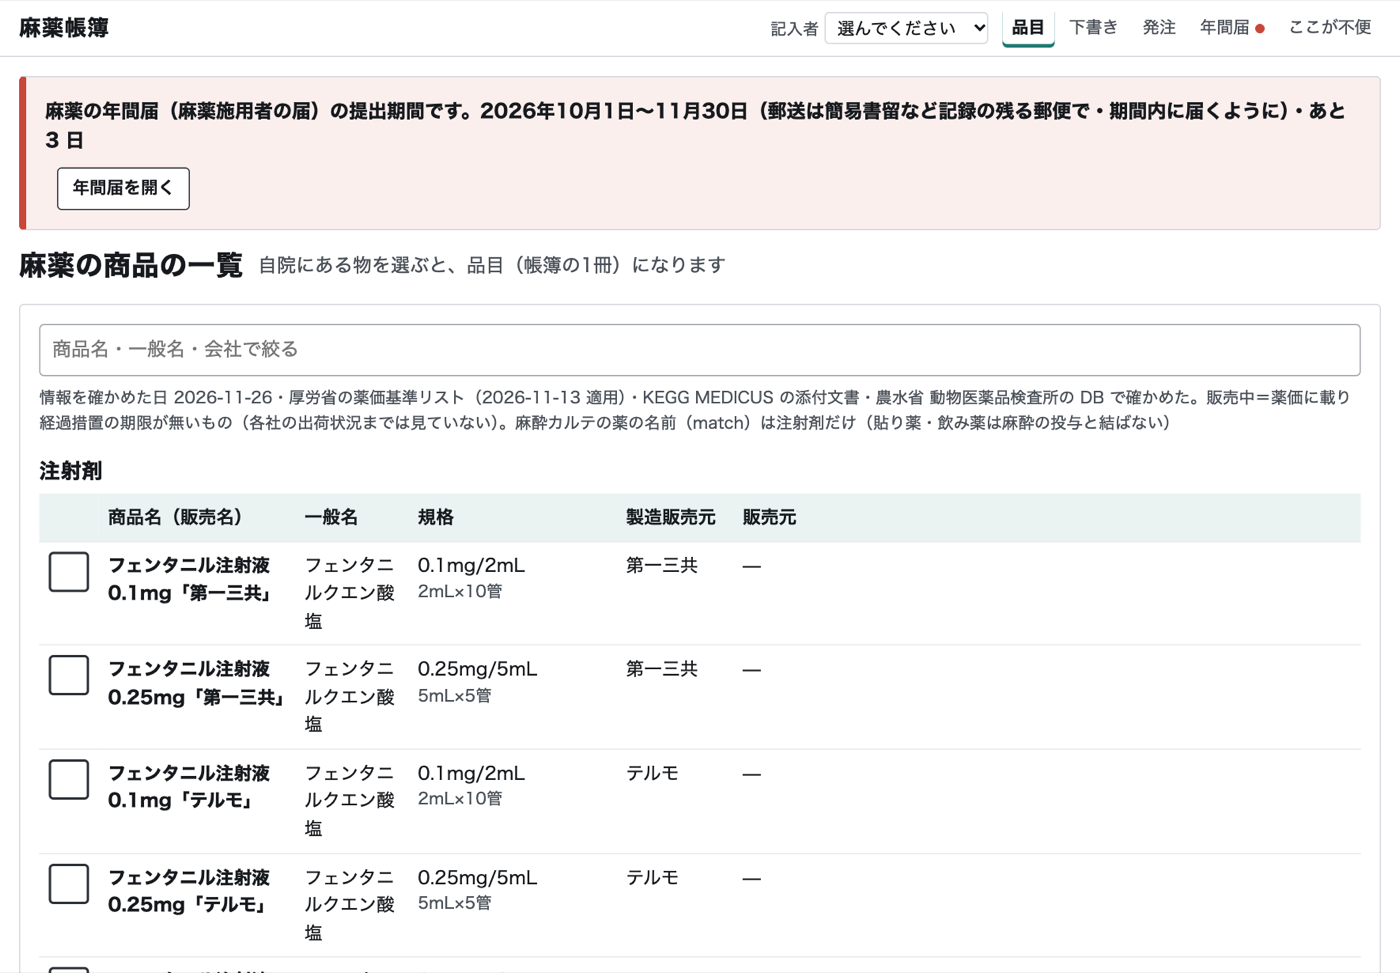 麻薬帳簿
記入者 選んでください 品目 下書き 発注 年間届 ここが不便
麻薬の年間届（麻薬施用者の届）の提出期間です。2026年10月1日〜11月30日（郵送は簡易書留など記録の残る郵便で・期間内に届くように）・あと
3 日
年間届を開く
麻薬の商品の一覧 自院にある物を選ぶと、品目（帳簿の1冊）になります
商品名・一般名・会社で絞る
情報を確かめた日 2026-11-26・厚労省の薬価基準リスト（2026-11-13 適用）・KEGG MEDICUS の添付文書・農水省 動物医薬品検査所の DB で確かめた。販売中＝薬価に載り
経過措置の期限が無いもの（各社の出荷状況までは見ていない）。麻酔カルテの薬の名前（match）は注射剤だけ（貼り薬・飲み薬は麻酔の投与と結ばない）
注射剤
商品名（販売名） 一般名 規格 製造販売元 販売元
フェンタニル注射液 フェンタニ 0.1mg/2mL 第一三共 —
0.1mg「第一三共」 ルクエン酸 2mL×10管
塩
フェンタニル注射液 フェンタニ 0.25mg/5mL 第一三共 —
0.25mg「第一三共」 ルクエン酸 5mL×5管
塩
フェンタニル注射液 フェンタニ 0.1mg/2mL テルモ —
0.1mg「テルモ」 ルクエン酸 2mL×10管
塩
フェンタニル注射液 フェンタニ 0.25mg/5mL テルモ —
0.25mg「テルモ」 ルクエン酸 5mL×5管
塩